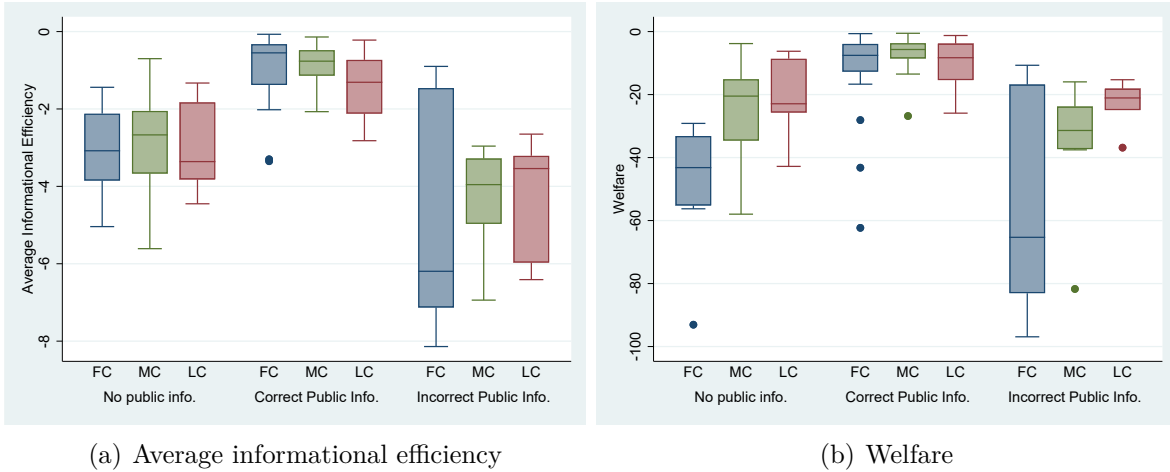 Average Informational Efficiency
0
-2
-4
-6
-8
FC MC LC FC MC LC FC MC LC
No public info. Correct Public Info. Incorrect Public Info.
(a) Average informational efficiency
Welfare
0
-20
-40
-60
-80
-100
FC MC LC FC MC LC FC MC LC
No public info. Correct Public Info. Incorrect Public Info.
(b) Welfare